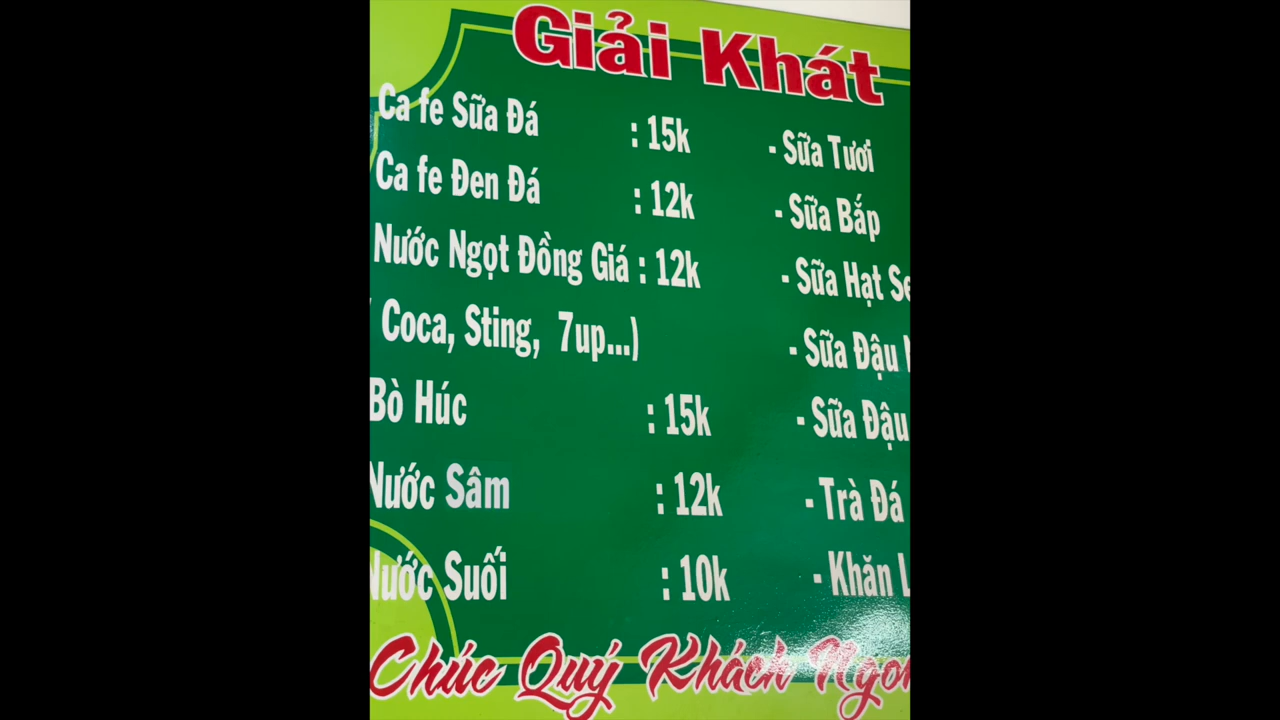 Giải Khát
Ca fe Sữa Đá : 15k - Sữa Tươi
Ca fe Đen Đá : 12k - Sữa Bắp
Nước Ngọt Đồng Giá : 12k - Sữa Hạt
( Coca, Sting, 7up...) - Sữa Đậu
Bò Húc : 15k - Sữa Đậu
Nước Sâm : 12k - Trà Đá
Nước Suối : 10k - Khăn
Chúc Quý Khách Ngon